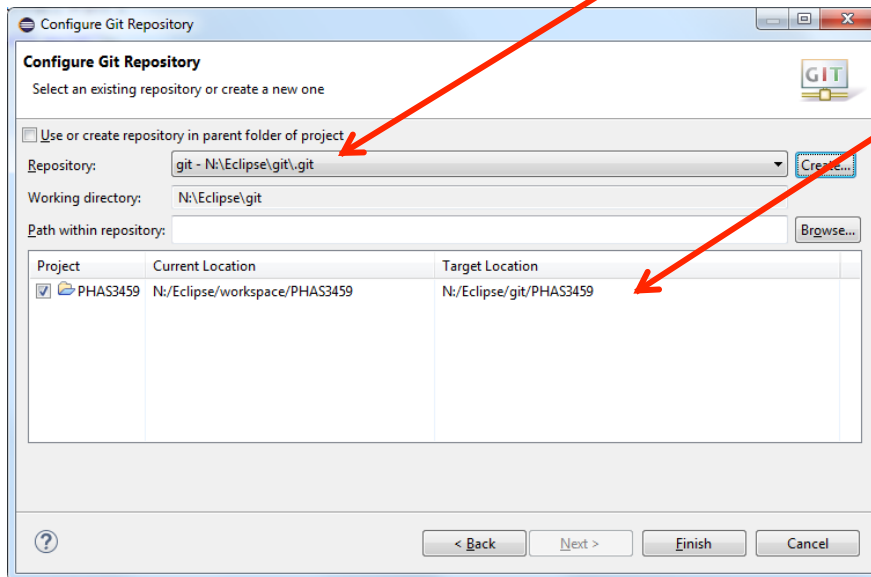 Configure Git Repository
Configure Git Repository
Select an existing repository or create a new one
GIT
Use or create repository in parent folder of project
Repository: git - N:\Eclipse\git\.git Create...
Working directory: N:\Eclipse\git
Path within repository: Browse...
Project Current Location Target Location
PHAS3459 N:/Eclipse/workspace/PHAS3459 N:/Eclipse/git/PHAS3459
? < Back Next > Finish Cancel